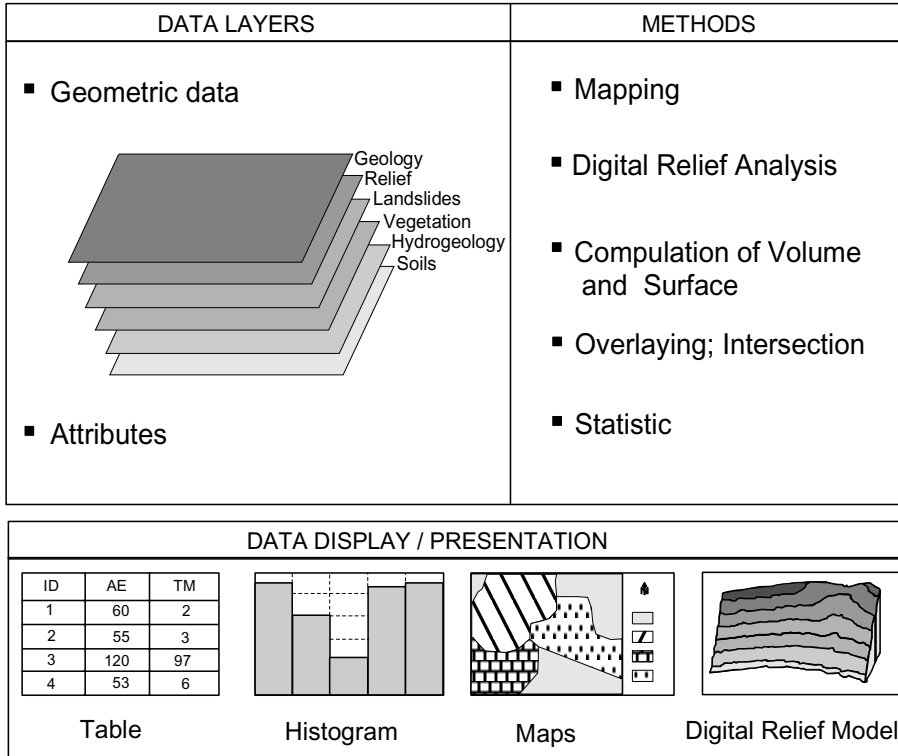 DATA LAYERS
METHODS
▪ Geometric data
Geology
Relief
Landslides
Vegetation
Hydrogeology
Soils
▪ Attributes
▪ Mapping
▪ Digital Relief Analysis
▪ Compulation of Volume
and Surface
▪ Overlaying; Intersection
▪ Statistic
DATA DISPLAY / PRESENTATION
ID AE TM
1 60 2
2 55 3
3 120 97
4 53 6
Table
Histogram
Maps
Digital Relief Model